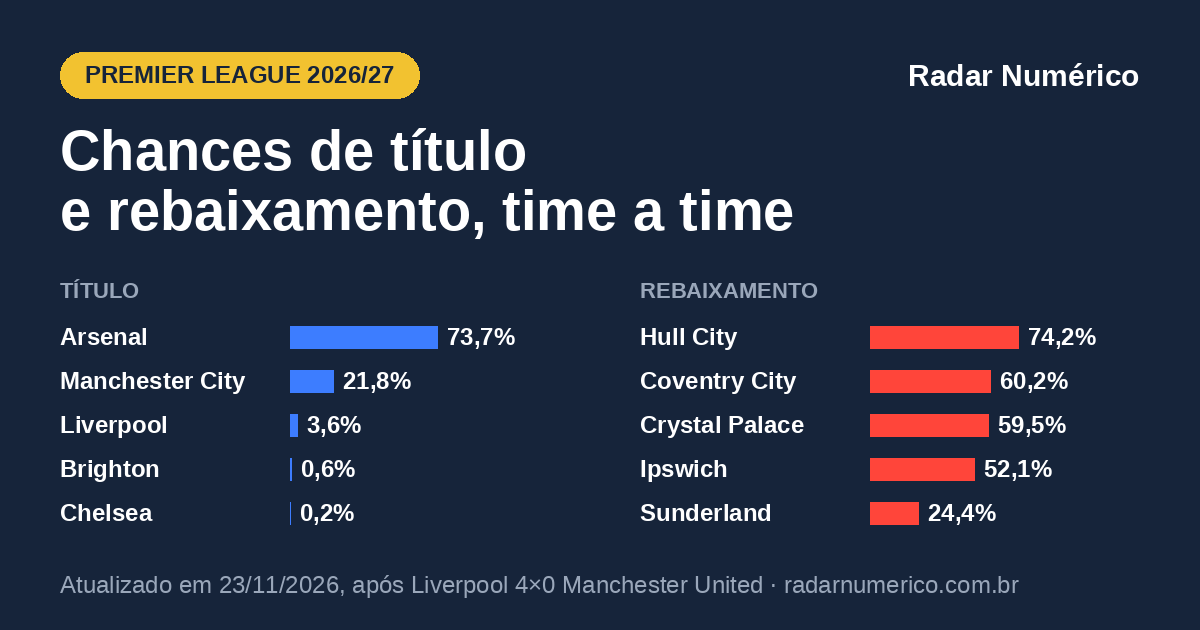 PREMIER LEAGUE 2026/27
Radar Numérico
Chances de título
e rebaixamento, time a time
TÍTULO
Arsenal 73,7%
Manchester City 21,8%
Liverpool 3,6%
Brighton 0,6%
Chelsea 0,2%
REBAIXAMENTO
Hull City 74,2%
Coventry City 60,2%
Crystal Palace 59,5%
Ipswich 52,1%
Sunderland 24,4%
Atualizado em 23/11/2026, após Liverpool 4×0 Manchester United · radarnumerico.com.br